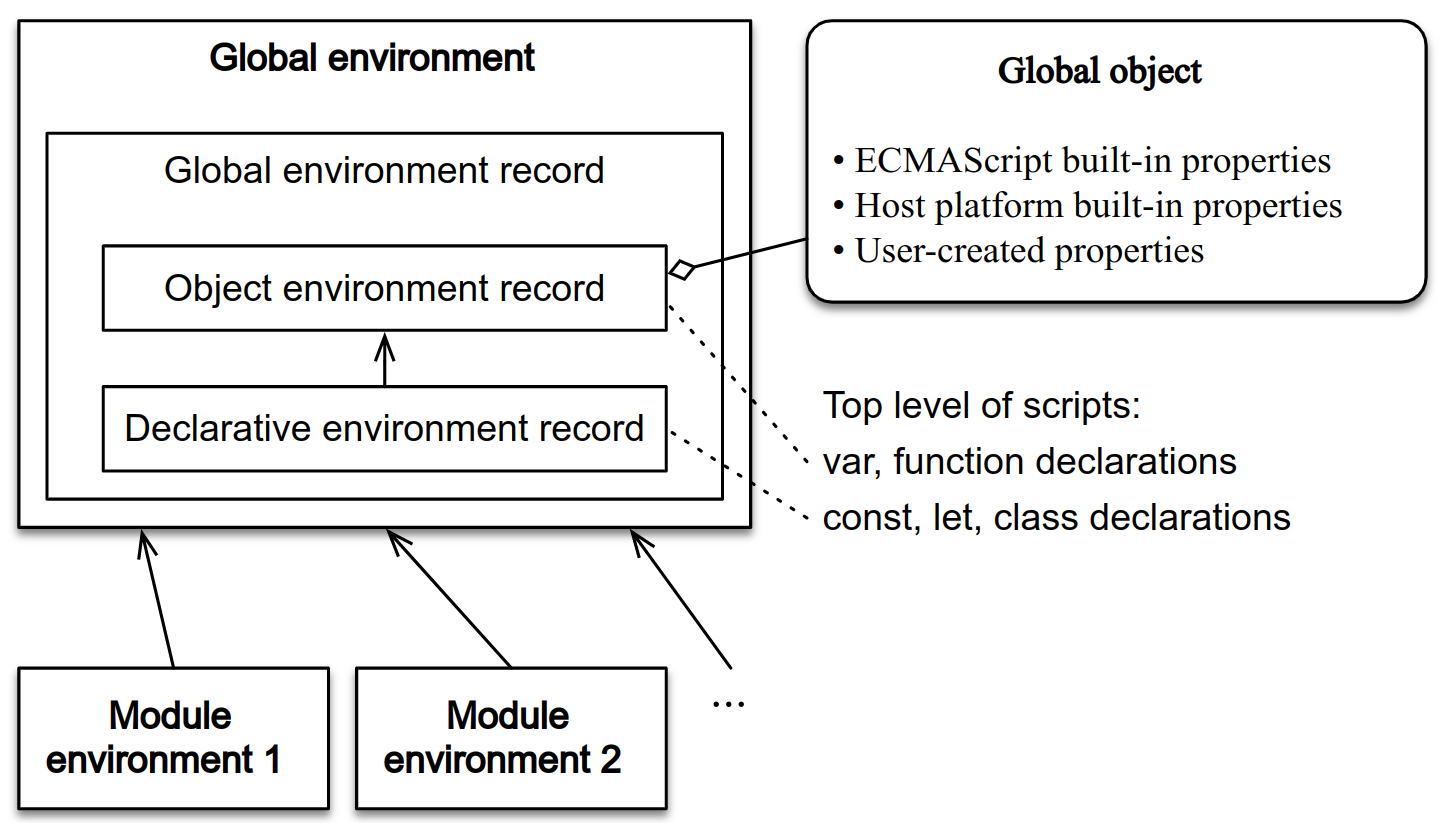 Global environment
Global environment record
Object environment record
Declarative environment record
Global object
• ECMAScript built-in properties
• Host platform built-in properties
• User-created properties
Top level of scripts:
var, function declarations
const, let, class declarations
Module
environment 1
Module
environment 2
...